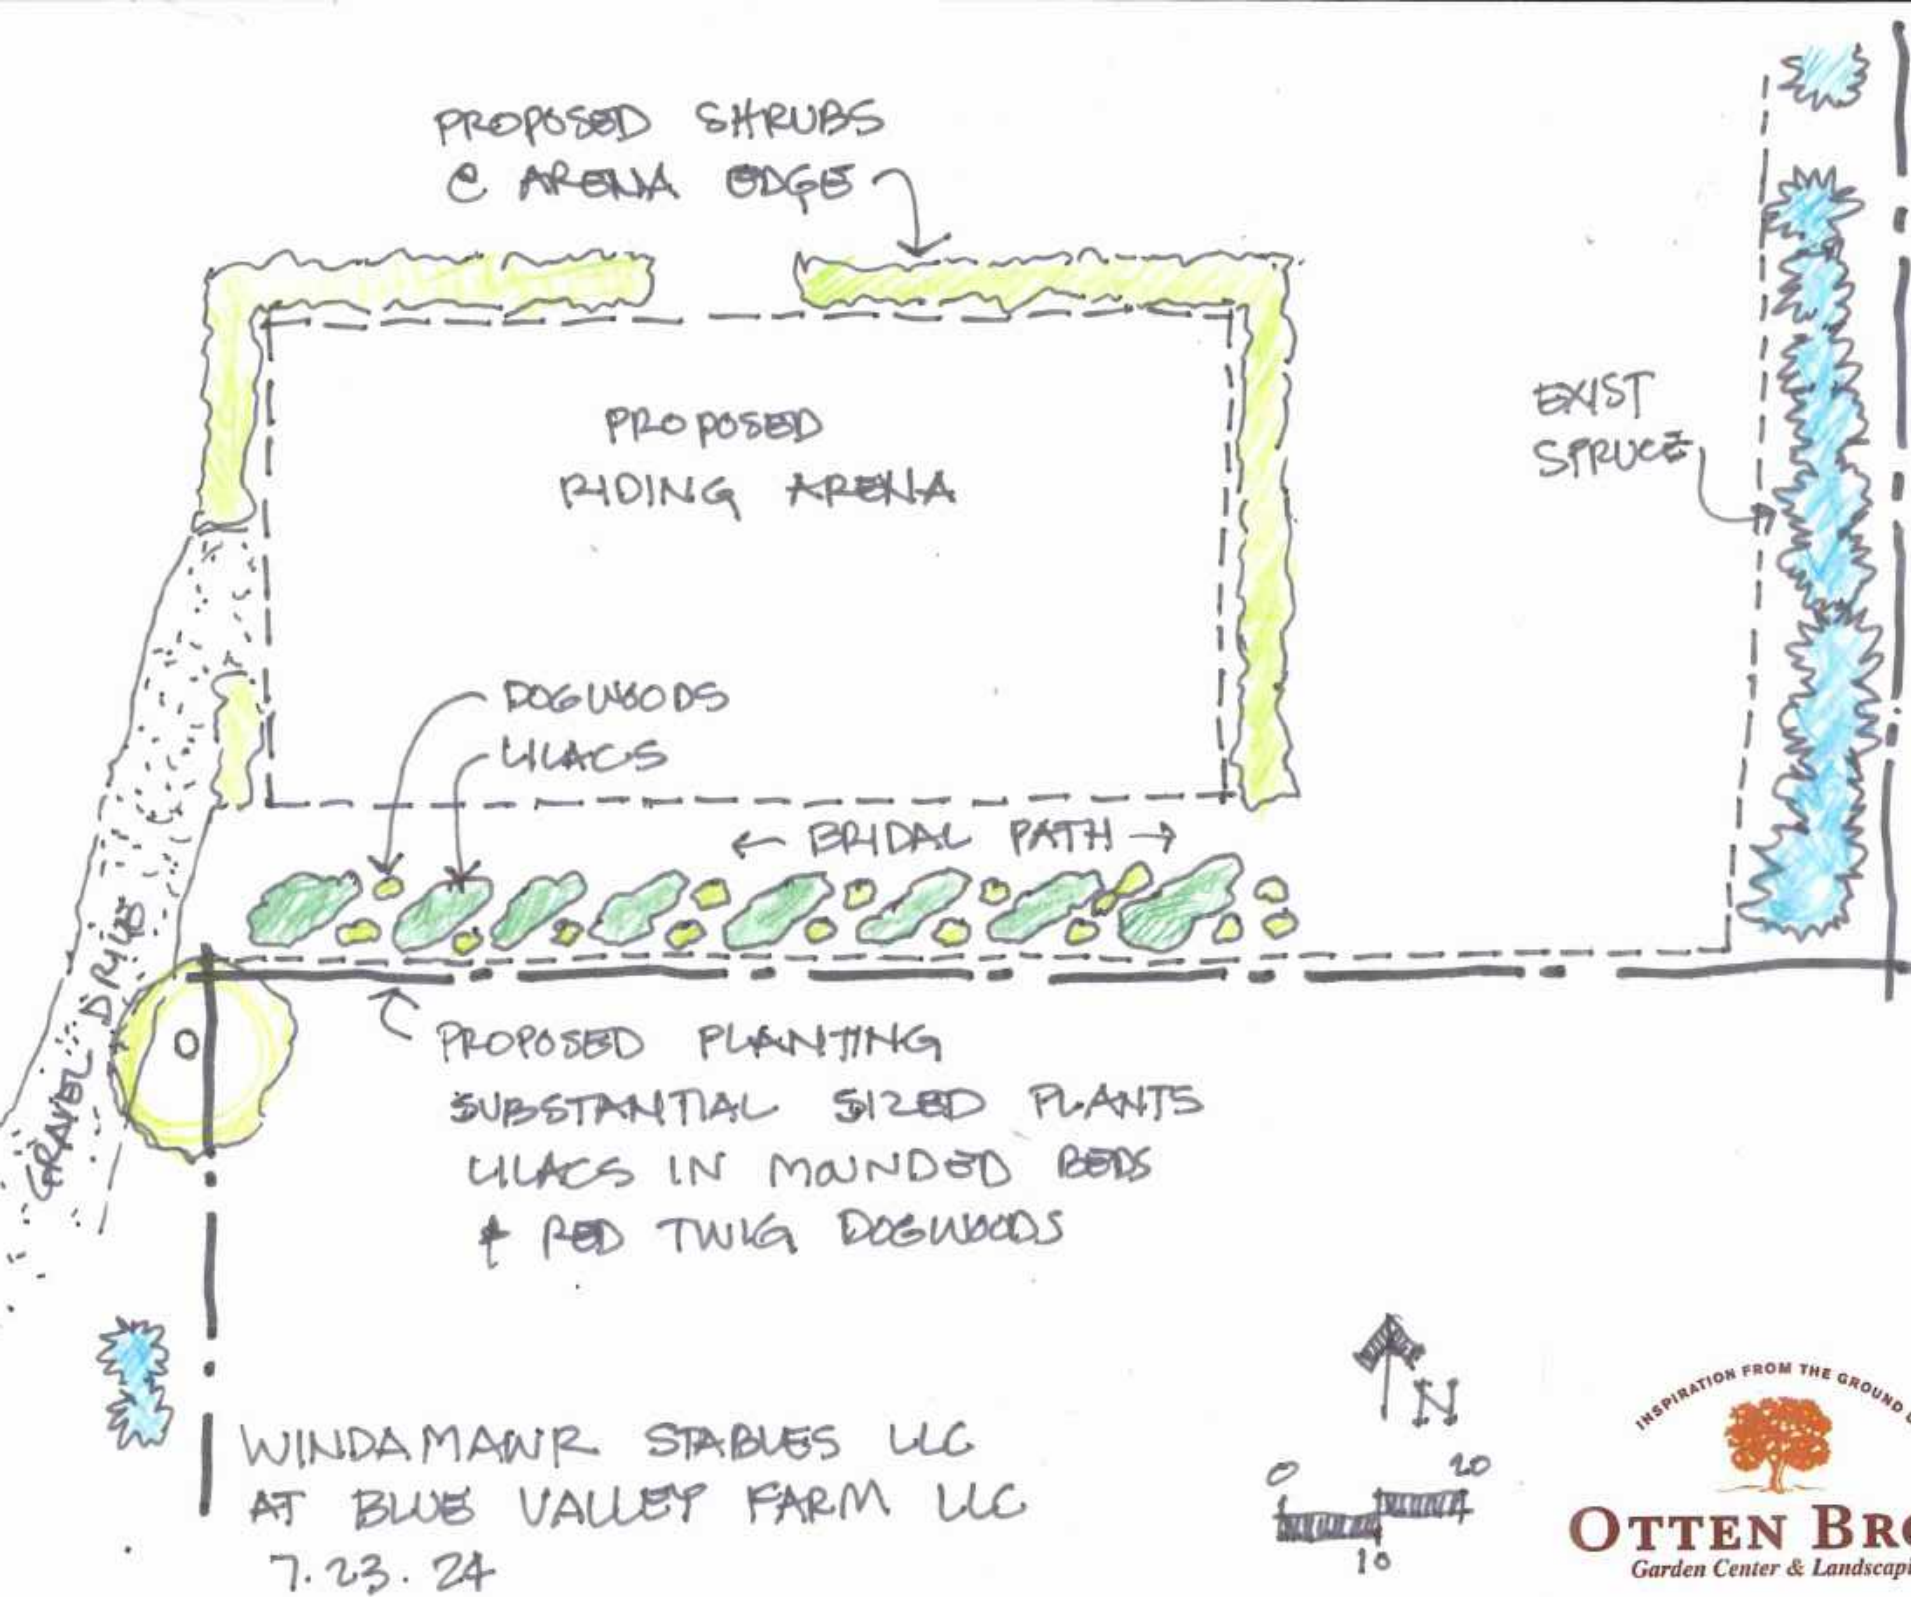 PROPOSED SHRUBS
@ ARENA EDGE
PROPOSED
RIDING ARENA
EXIST
SPRUCE
DOGWOODS
LILACS
← BRIDAL PATH →
GRAVEL DRIVE
PROPOSED PLANTING
SUBSTANTIAL SIZED PLANTS
LILACS IN MOUNDED BEDS
& RED TWIG DOGWOODS
N
0 20
10
WINDAMAWR STABLES LLC
AT BLUE VALLEY FARM LLC
7.23.24
INSPIRATION FROM THE GROUND
OTTEN BRO
Garden Center & Landscapi